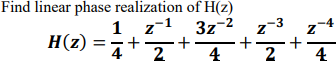 Find linear phase realization of H(z)
H(z) = 1/4 + z⁻¹/2 + 3z⁻²/4 + z⁻³/2 + z⁻⁴/4